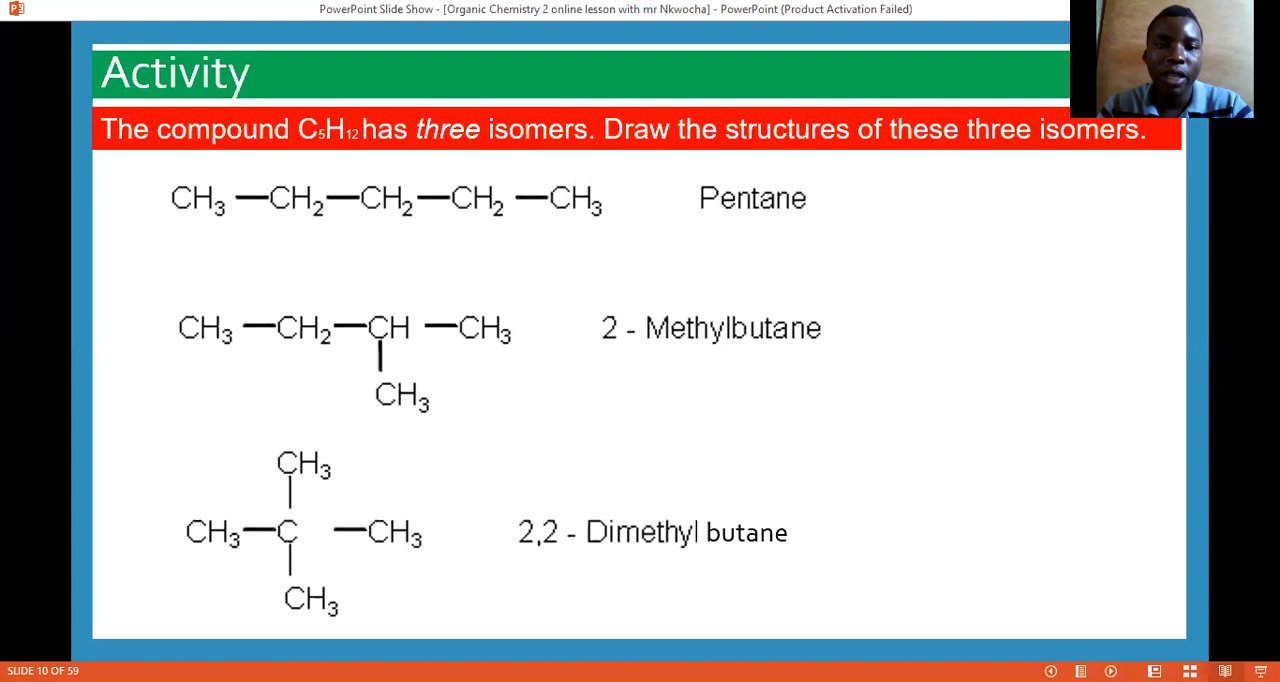 PowerPoint Slide Show - [Organic Chemistry 2 online lesson with mr Nkwocha] - PowerPoint (Product Activation Failed)
Activity
The compound C₅H₁₂ has three isomers. Draw the structures of these three isomers.
CH₃ — CH₂ — CH₂ — CH₂ — CH₃ Pentane
CH₃ — CH₂ — CH — CH₃ 2 - Methylbutane
CH₃
CH₃
CH₃ — C — CH₃ 2,2 - Dimethyl butane
CH₃
SLIDE 10 OF 59